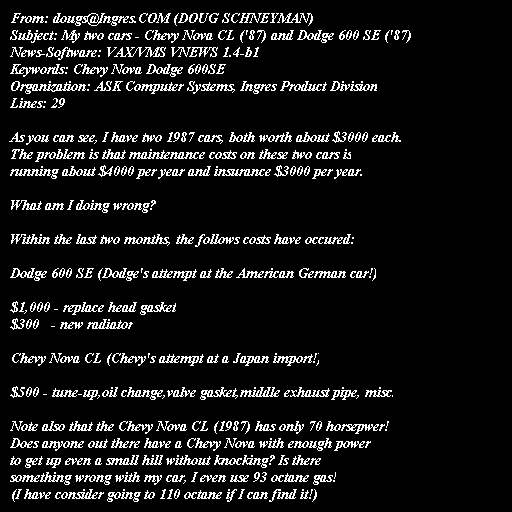 From: dougs@Ingres.COM (DOUG SCHNEYMAN)
Subject: My two cars - Chevy Nova CL ('87) and Dodge 600 SE ('87)
News-Software: VAX/VMS VNEWS 1.4-b1
Keywords: Chevy Nova Dodge 600SE
Organization: ASK Computer Systems, Ingres Product Division
Lines: 29

As you can see, I have two 1987 cars, both worth about $3000 each.
The problem is that maintenance costs on these two cars is
running about $4000 per year and insurance $3000 per year.

What am I doing wrong?

Within the last two months, the follows costs have occured:

Dodge 600 SE (Dodge's attempt at the American German car!)

$1,000 - replace head gasket
$300 - new radiator

Chevy Nova CL (Chevy's attempt at a Japan import!,

$500 - tune-up,oil change,valve gasket,middle exhaust pipe, misc.

Note also that the Chevy Nova CL (1987) has only 70 horsepwer!
Does anyone out there have a Chevy Nova with enough power
to get up even a small hill without knocking? Is there
something wrong with my car, I even use 93 octane gas!
(I have consider going to 110 octane if I can find it!)